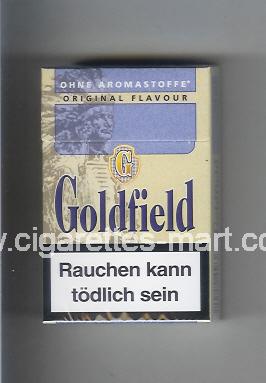 OHNE AROMASTOFFE*
ORIGINAL FLAVOUR
G
Goldfield
www.cigarettes-mart.com
Rauchen kann
tödlich sein